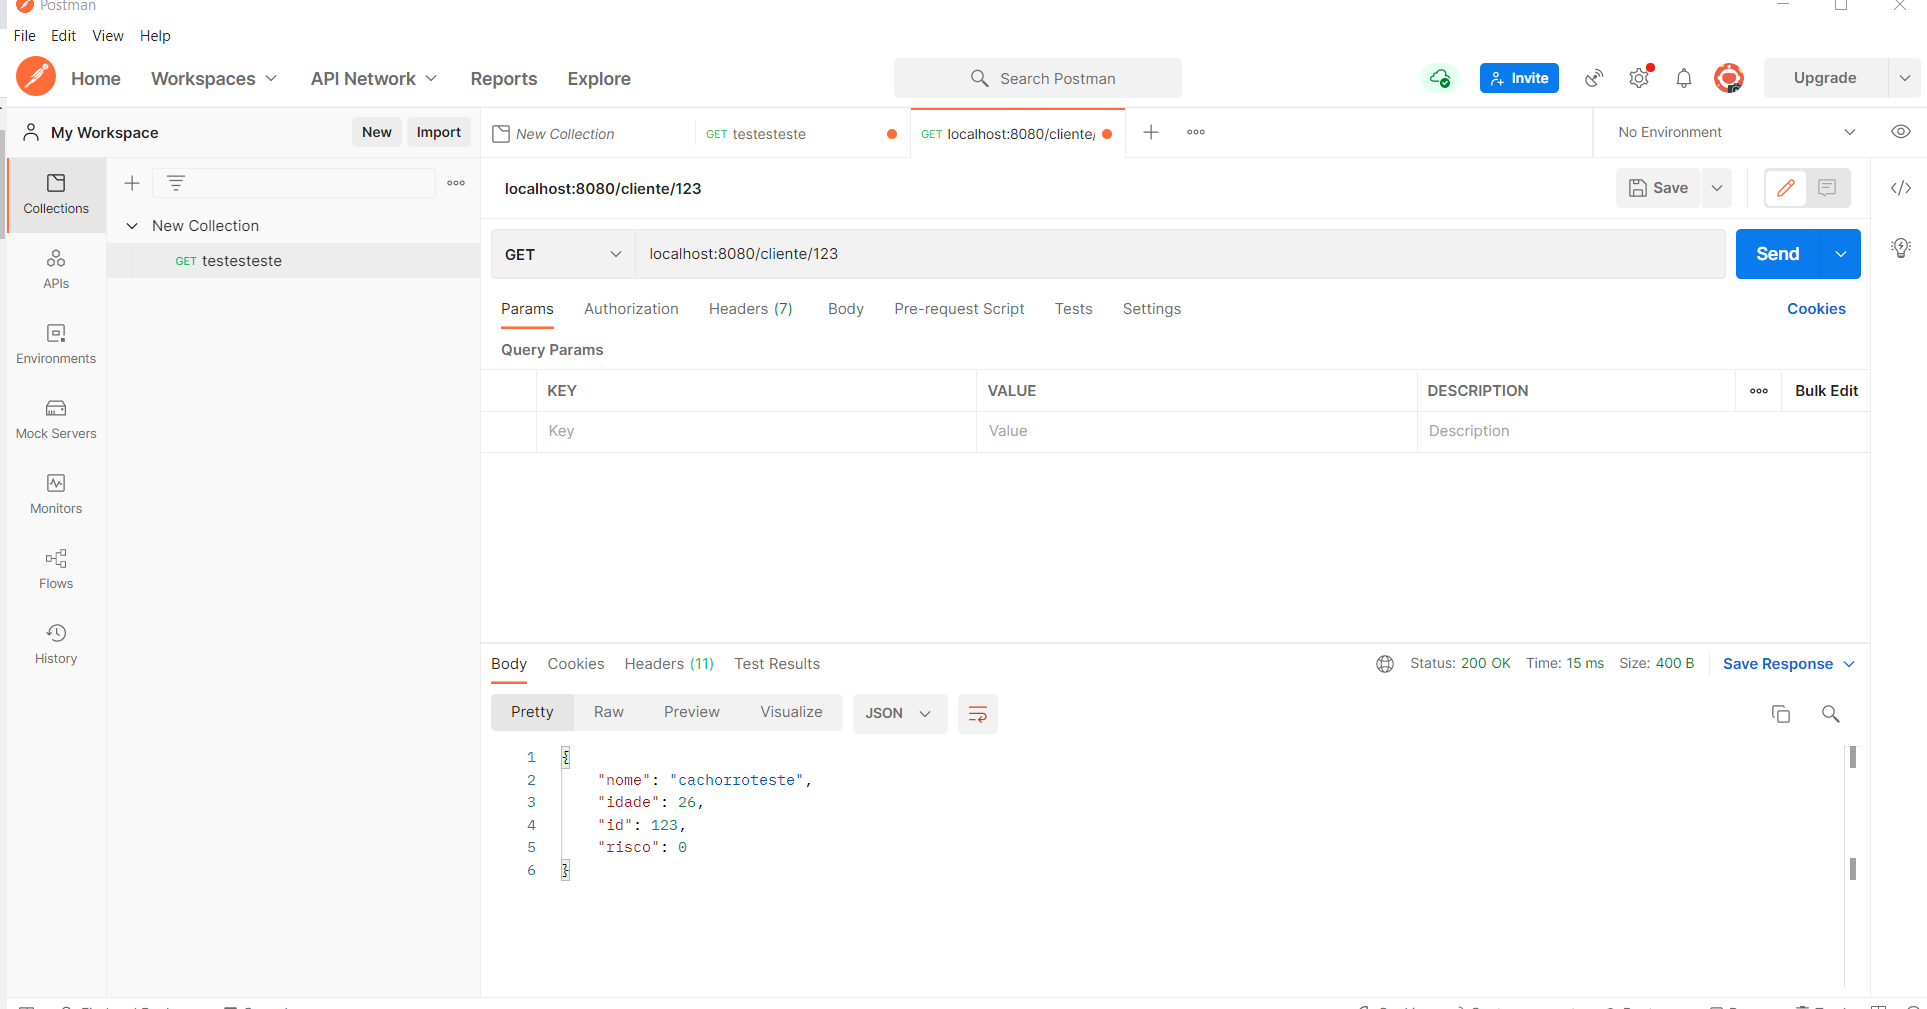 Postman
File Edit View Help
Home Workspaces API Network Reports Explore Search Postman Invite Upgrade
My Workspace New Import New Collection GET testesteste GET localhost:8080/cliente/ No Environment
Collections
New Collection
GET testesteste
APIs
Environments
Mock Servers
Monitors
Flows
History
localhost:8080/cliente/123 Save
GET localhost:8080/cliente/123 Send
Params Authorization Headers (7) Body Pre-request Script Tests Settings Cookies
Query Params
KEY VALUE DESCRIPTION Bulk Edit
Key Value Description
Body Cookies Headers (11) Test Results Status: 200 OK Time: 15 ms Size: 400 B Save Response
Pretty Raw Preview Visualize JSON
1 {
2 "nome": "cachorroteste",
3 "idade": 26,
4 "id": 123,
5 "risco": 0
6 }